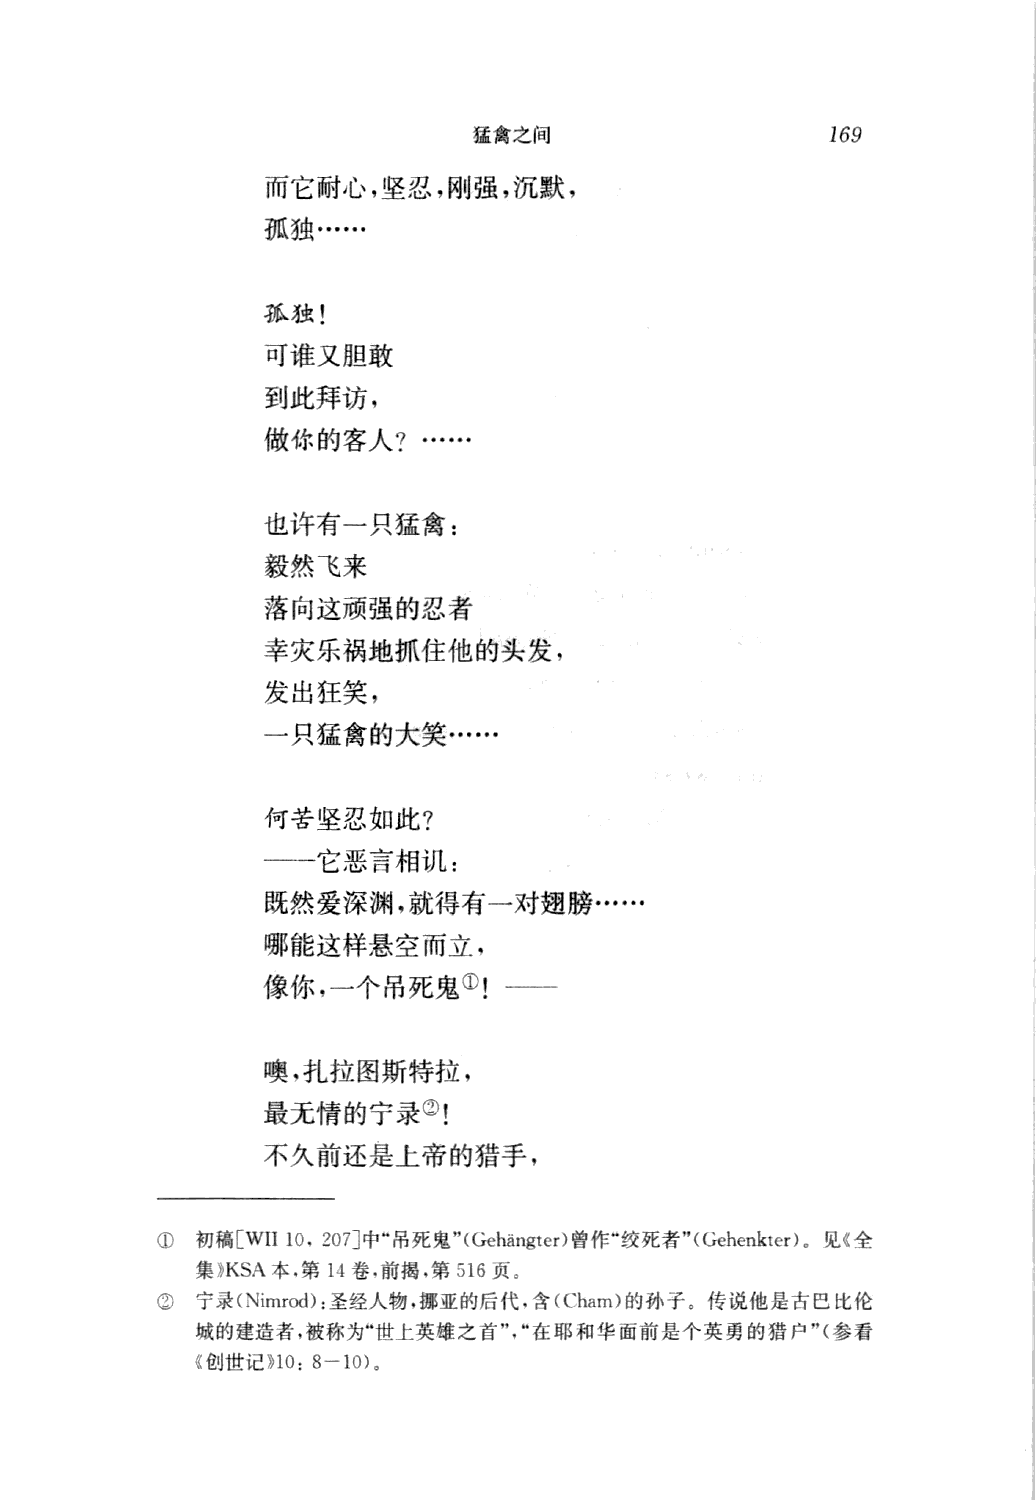 猛禽之间 169
而它耐心,坚忍,刚强,沉默,
孤独……
孤独!
可谁又胆敢
到此拜访,
做你的客人? ……
也许有一只猛禽:
毅然飞来
落向这顽强的忍者
幸灾乐祸地抓住他的头发,
发出狂笑,
一只猛禽的大笑……
何苦坚忍如此?
——它恶言相讥:
既然爱深渊,就得有一对翅膀……
哪能这样悬空而立,
像你,一个吊死鬼①! ——
噢,扎拉图斯特拉,
最无情的宁录②!
不久前还是上帝的猎手,
① 初稿[WII 10, 207]中“吊死鬼”(Gehängter)曾作“绞死者”(Gehenkter)。见《全
集》KSA本,第14卷,前揭,第516页。
② 宁录(Nimrod):圣经人物,挪亚的后代,含(Cham)的孙子。传说他是古巴比伦
城的建造者,被称为“世上英雄之首”,“在耶和华面前是个英勇的猎户”(参看
《创世记》10: 8—10)。